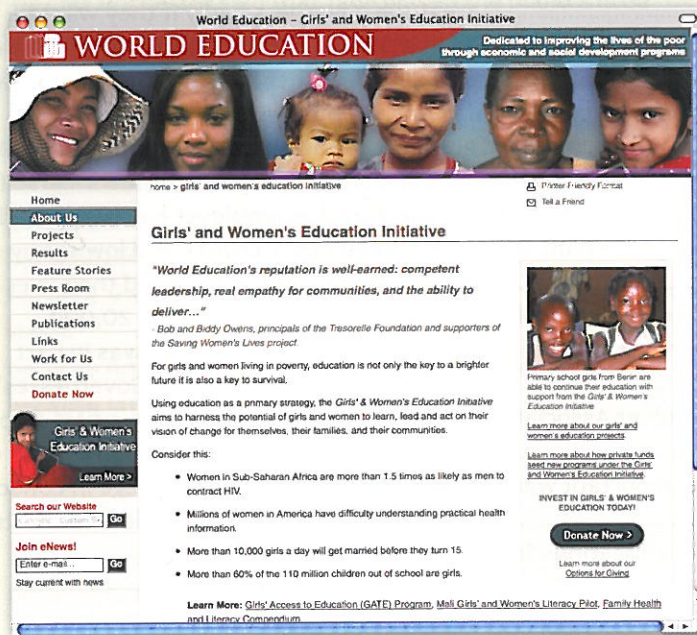 World Education – Girls' and Women's Education Initiative
WORLD EDUCATION
Dedicated to improving the lives of the poor
through economic and social development programs
Home
About Us
Projects
Results
Feature Stories
Press Room
Newsletter
Publications
Links
Work for Us
Contact Us
Donate Now
Girls' & Women's
Education Initiative
Learn More >
Search our Website
Go
Join eNews!
Enter e-mail...
Go
Stay current with news
home > girls' and women's education initiative
Printer Friendly Format
Tell a Friend
Girls' and Women's Education Initiative
"World Education's reputation is well-earned: competent
leadership, real empathy for communities, and the ability to
deliver..."
- Bob and Biddy Owens, principals of the Tresorelle Foundation and supporters of
the Saving Women's Lives project.
For girls and women living in poverty, education is not only the key to a brighter
future it is also a key to survival.
Using education as a primary strategy, the Girls' & Women's Education Initiative
aims to harness the potential of girls and women to learn, lead and act on their
vision of change for themselves, their families, and their communities.
Consider this:
• Women in Sub-Saharan Africa are more than 1.5 times as likely as men to
contract HIV.
• Millions of women in America have difficulty understanding practical health
information.
• More than 10,000 girls a day will get married before they turn 15.
• More than 60% of the 110 million children out of school are girls.
Learn More: Girls' Access to Education (GATE) Program, Mali Girls' and Women's Literacy Pilot, Family Health
and Literacy Compendium
Primary school girls from Benin are
able to continue their education with
support from the Girls' & Women's
Education Initiative
Learn more about our girls' and
women's education projects.
Learn more about how private funds
seed new programs under the Girls'
and Women's Education Initiative.
INVEST IN GIRLS' & WOMEN'S
EDUCATION TODAY!
Donate Now >
Learn more about our
Options for Giving